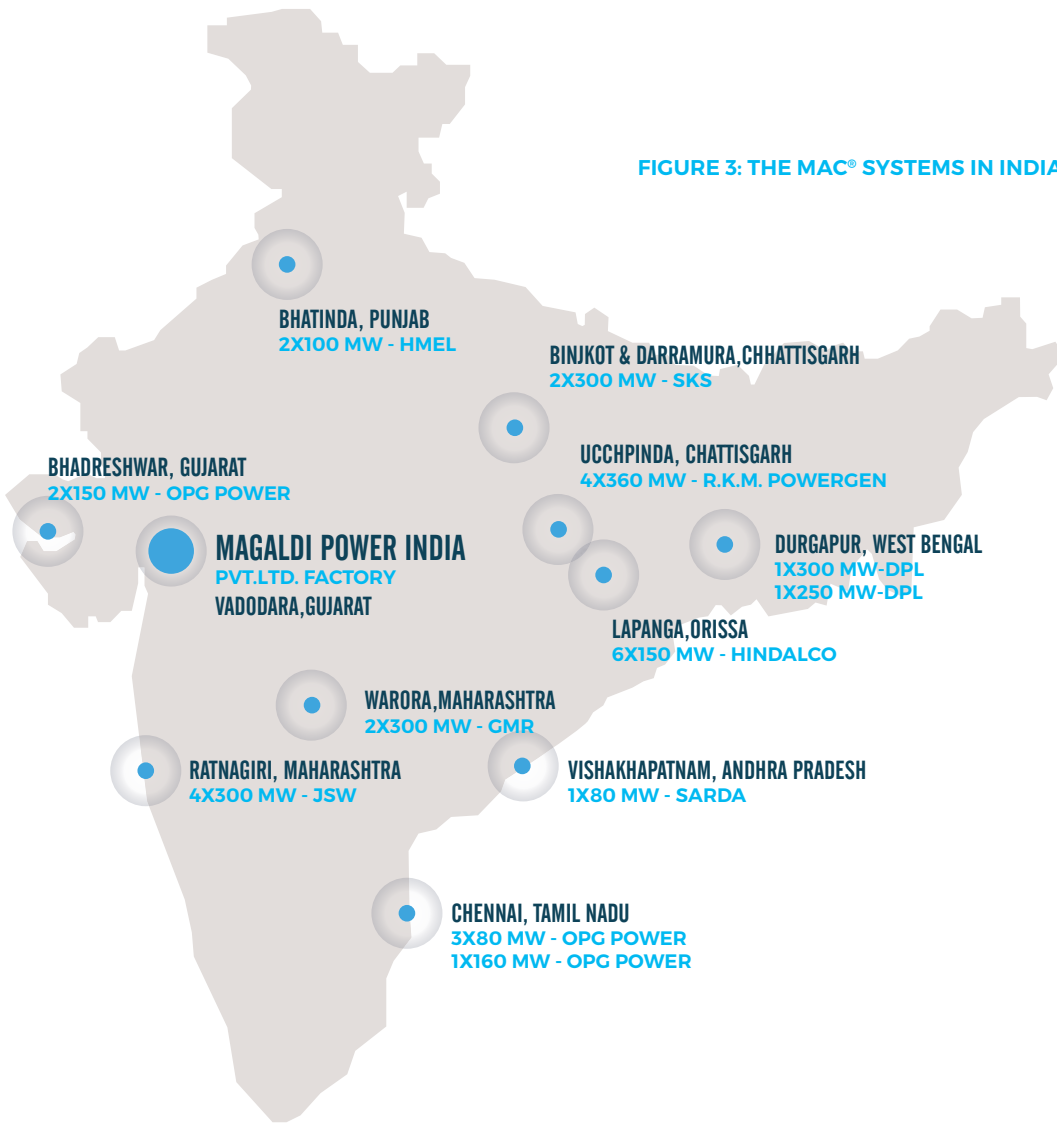 FIGURE 3: THE MAC® SYSTEMS IN INDIA
BHATINDA, PUNJAB
2X100 MW - HMEL
BINJKOT & DARRAMURA,CHHATTISGARH
2X300 MW - SKS
UCCHPINDA, CHATTISGARH
4X360 MW - R.K.M. POWERGEN
BHADRESHWAR, GUJARAT
2X150 MW - OPG POWER
MAGALDI POWER INDIA
PVT.LTD. FACTORY
VADODARA,GUJARAT
DURGAPUR, WEST BENGAL
1X300 MW-DPL
1X250 MW-DPL
LAPANGA,ORISSA
6X150 MW - HINDALCO
WARORA,MAHARASHTRA
2X300 MW - GMR
RATNAGIRI, MAHARASHTRA
4X300 MW - JSW
VISHAKHAPATNAM, ANDHRA PRADESH
1X80 MW - SARDA
CHENNAI, TAMIL NADU
3X80 MW - OPG POWER
1X160 MW - OPG POWER